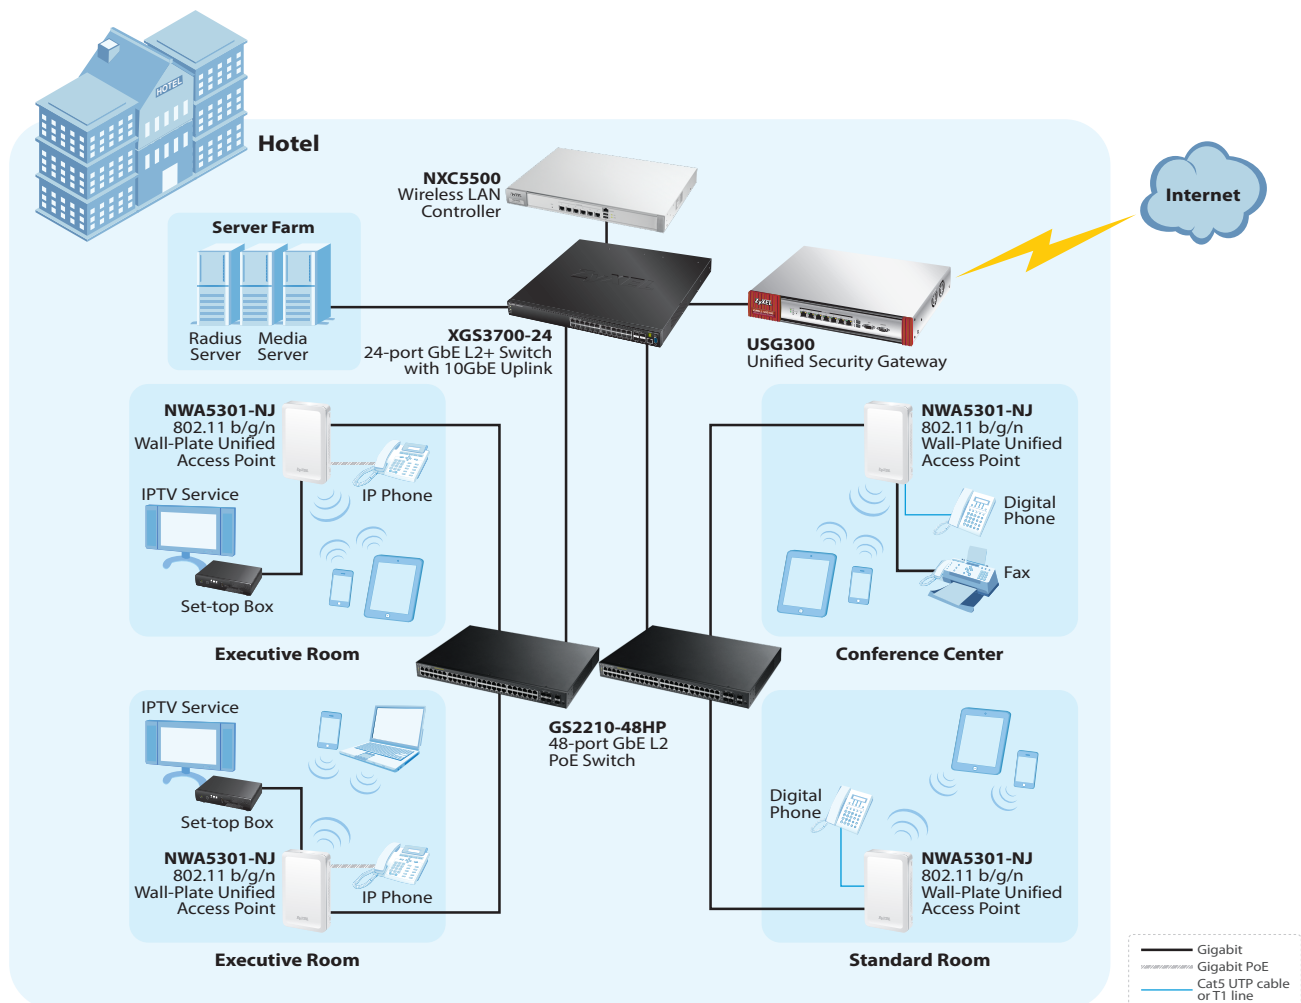 HOTEL
Hotel
NXC5500
Wireless LAN
Controller
Internet
Server Farm
Radius
Server
Media
Server
ZyXEL
XGS3700-24
24-port GbE L2+ Switch
with 10GbE Uplink
ZyXEL
USG300
Unified Security Gateway
NWA5301-NJ
802.11 b/g/n
Wall-Plate Unified
Access Point
ZyXEL
IP Phone
IPTV Service
Set-top Box
Executive Room
NWA5301-NJ
802.11 b/g/n
Wall-Plate Unified
Access Point
ZyXEL
Digital
Phone
Fax
Conference Center
GS2210-48HP
48-port GbE L2
PoE Switch
IPTV Service
Set-top Box
NWA5301-NJ
802.11 b/g/n
Wall-Plate Unified
Access Point
ZyXEL
IP Phone
Executive Room
Digital
Phone
NWA5301-NJ
802.11 b/g/n
Wall-Plate Unified
Access Point
ZyXEL
Standard Room
Gigabit
Gigabit PoE
Cat5 UTP cable
or T1 line